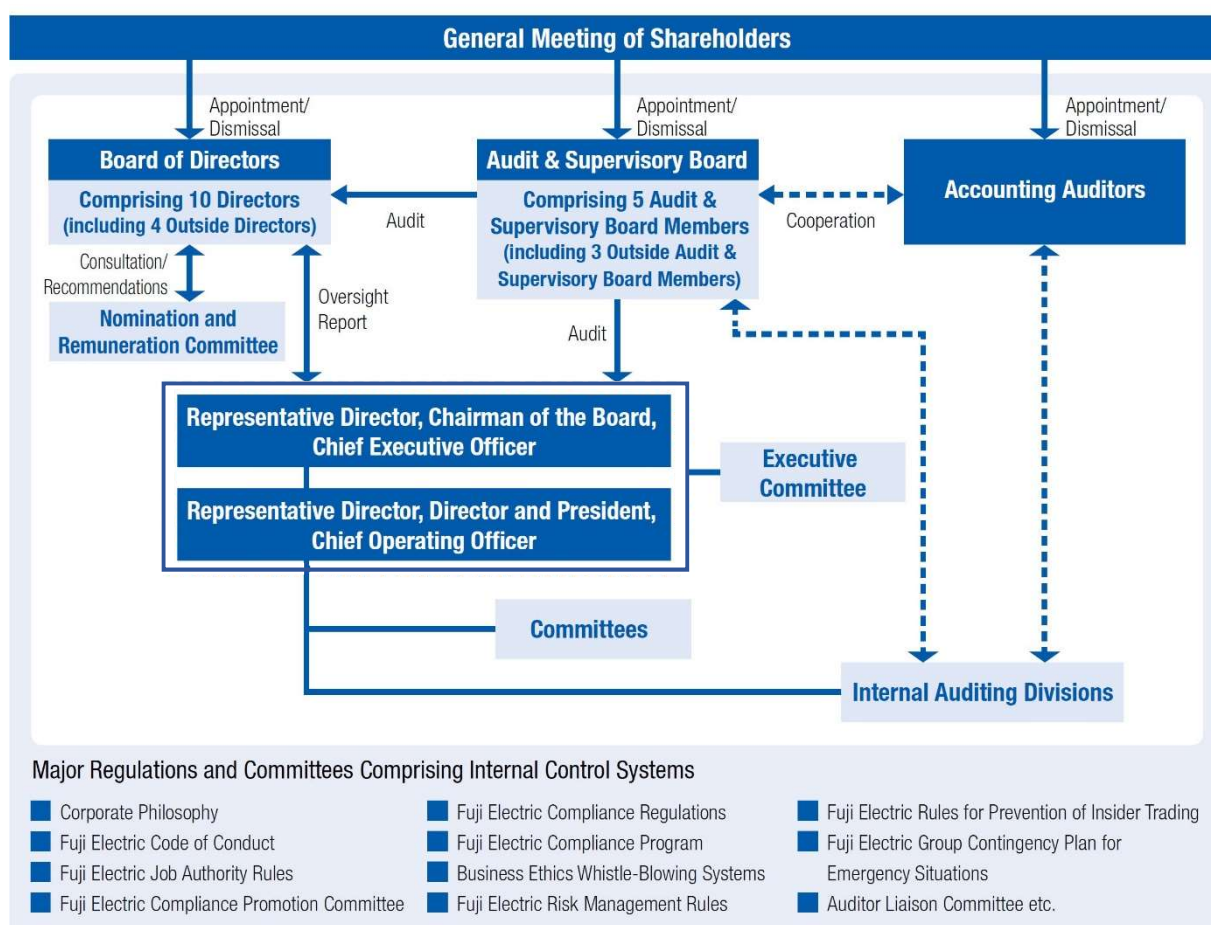 General Meeting of Shareholders
Appointment/
Dismissal
Appointment/
Dismissal
Appointment/
Dismissal
Board of Directors
Comprising 10 Directors
(including 4 Outside Directors)
Audit
Audit & Supervisory Board
Comprising 5 Audit &
Supervisory Board Members
(including 3 Outside Audit &
Supervisory Board Members)
Cooperation
Accounting Auditors
Consultation/
Recommendations
Nomination and
Remuneration Committee
Oversight
Report
Audit
Representative Director, Chairman of the Board,
Chief Executive Officer
Representative Director, Director and President,
Chief Operating Officer
Executive
Committee
Committees
Internal Auditing Divisions
Major Regulations and Committees Comprising Internal Control Systems
Corporate Philosophy
Fuji Electric Code of Conduct
Fuji Electric Job Authority Rules
Fuji Electric Compliance Promotion Committee
Fuji Electric Compliance Regulations
Fuji Electric Compliance Program
Business Ethics Whistle-Blowing Systems
Fuji Electric Risk Management Rules
Fuji Electric Rules for Prevention of Insider Trading
Fuji Electric Group Contingency Plan for
Emergency Situations
Auditor Liaison Committee etc.